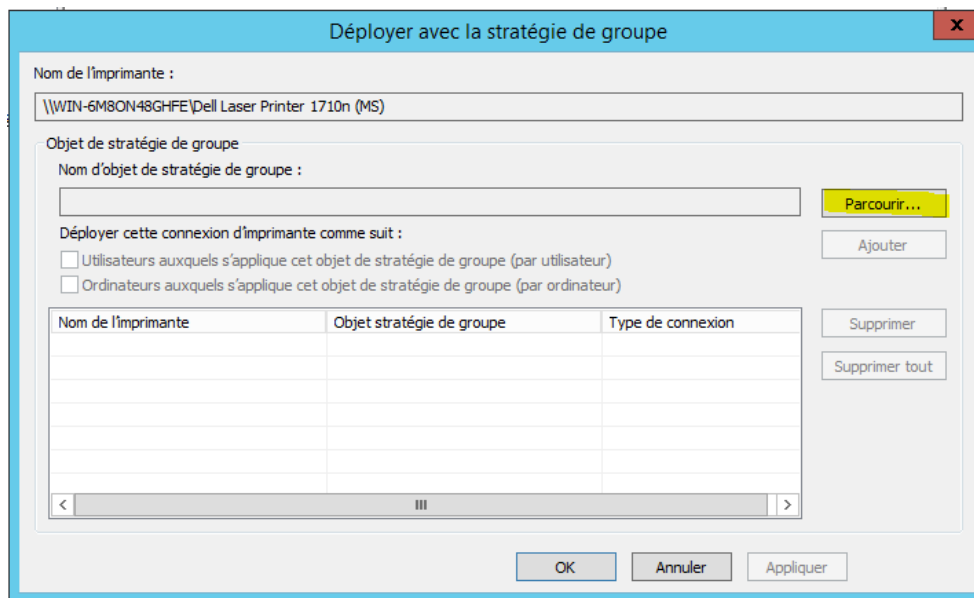 Déployer avec la stratégie de groupe
x
Nom de l'imprimante :
\\WIN-6M8ON48GHFE\Dell Laser Printer 1710n (MS)
Objet de stratégie de groupe
Nom d'objet de stratégie de groupe :
Parcourir...
Déployer cette connexion d'imprimante comme suit :
Ajouter
Utilisateurs auxquels s'applique cet objet de stratégie de groupe (par utilisateur)
Ordinateurs auxquels s'applique cet objet de stratégie de groupe (par ordinateur)
Nom de l'imprimante Objet stratégie de groupe Type de connexion
Supprimer
Supprimer tout
OK Annuler Appliquer